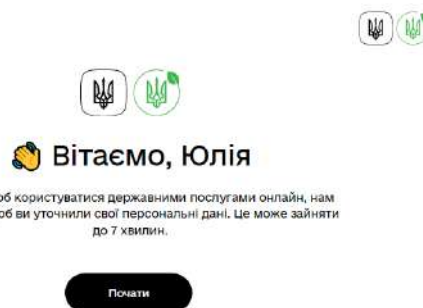 Вітаємо, Юлія
об користуватися державними послугами онлайн, нам
об ви уточнили свої персональні дані. Це може зайняти
до 7 хвилин.
Почати